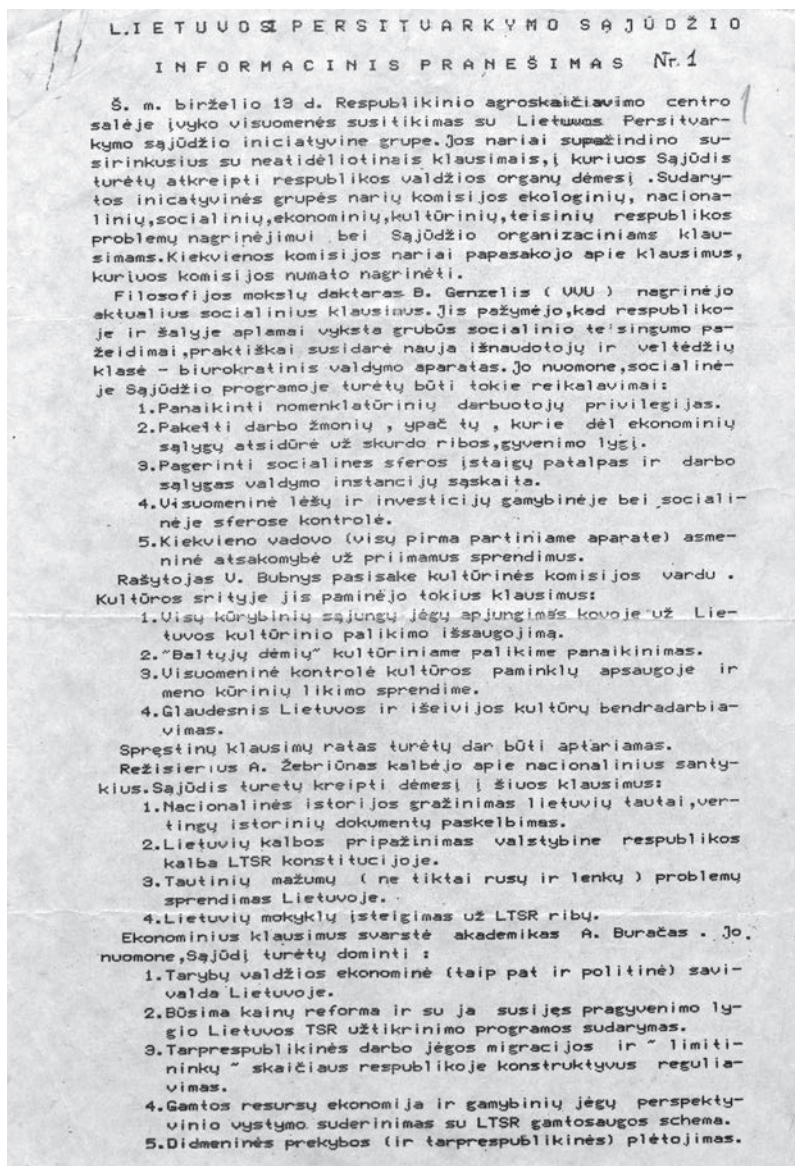 LIETUVOS PERSITVARKYMO SĄJŪDŽIO
INFORMACINIS PRANEŠIMAS Nr. 1
1
Š. m. birželio 13 d. Respublikinio agroskaičiavimo centro
salėje įvyko visuomenės susitikimas su Lietuvos Persitvar-
kymo sąjūdžio iniciatyvine grupe.Jos nariai supažindino su-
sirinkusius su neatidėliotinais klausimais,į kuriuos Sąjūdis
turėtų atkreipti respublikos valdžios organų dėmesį .Sudary-
tos inicatyvinės grupės narių komisijos ekologinių, naciona-
linių,socialinių,ekonominių,kultūrinių,teisinių respublikos
problemų nagrinėjimui bei Sąjūdžio organizaciniams klau-
simams.Kiekvienos komisijos nariai papasakojo apie klausimus,
kuriuos komisijos numato nagrinėti.
Filosofijos mokslų daktaras B. Genzelis ( VVU ) nagrinėjo
aktualius socialinius klausimus.Jis pažymėjo,kad respubliko-
je ir šalyje aplamai vyksta grubūs socialinio teisingumo pa-
žeidimai,praktiškai susidarė nauja išnaudotojų ir veltėdžių
klasė - biurokratinis valdymo aparatas.Jo nuomone,socialinė-
je Sąjūdžio programoje turėtų būti tokie reikalavimai:
1.Panaikinti nomenklatūrinių darbuotojų privilegijas.
2.Pakelti darbo žmonių , ypač tų , kurie dėl ekonominių
sąlygų atsidūrė už skurdo ribos,gyvenimo lygį.
3.Pagerinti socialines sferos įstaigų patalpas ir darbo
sąlygas valdymo instancijų sąskaita.
4.Visuomeninė lėšų ir investicijų gamybinėje bei sociali-
nėje sferose kontrolė.
5.Kiekvieno vadovo (visų pirma partiniame aparate) asme-
ninė atsakomybė už priimamus sprendimus.
Rašytojas V. Bubnys pasisake kultūrinės komisijos vardu .
Kultūros srityje jis paminėjo tokius klausimus:
1.Visų kūrybinių sąjungų jėgų apjungimas kovoje už Lie-
tuvos kultūrinio palikimo išsaugojimą.
2."Baltųjų dėmių" kultūriniame palikime panaikinimas.
3.Visuomeninė kontrolė kultūros paminklų apsaugoje ir
meno kūrinių likimo sprendime.
4.Glaudesnis Lietuvos ir išeivijos kultūrų bendradarbia-
vimas.
Spręstinų klausimų ratas turėtų dar būti aptariamas.
Režisierius A. Žebriūnas kalbėjo apie nacionalinius santy-
kius.Sąjūdis turetų kreipti dėmesį į šiuos klausimus:
1.Nacionalinės istorijos gražinimas lietuvių tautai,ver-
tingų istorinių dokumentų paskelbimas.
2.Lietuvių kalbos pripažinimas valstybine respublikos
kalba LTSR konstitucijoje.
3.Tautinių mažumų ( ne tiktai rusų ir lenkų ) problemų
sprendimas Lietuvoje.
4.Lietuvių mokyklų įsteigimas už LTSR ribų.
Ekonominius klausimus svarstė akademikas A. Buračas . Jo
nuomone,Sąjūdį turėtų dominti :
1.Tarybų valdžios ekonominė (taip pat ir politinė) savi-
valda Lietuvoje.
2.Būsima kainų reforma ir su ja susijęs pragyvenimo ly-
gio Lietuvos TSR užtikrinimo programos sudarymas.
3.Tarprespublikinės darbo jėgos migracijos ir " limiti-
ninkų " skaičiaus respublikoje konstruktyvus regulia-
vimas.
4.Gamtos resursų ekonomija ir gamybinių jėgų perspekty-
vinio vystymo suderinimas su LTSR gamtosaugos schema.
5.Didmeninės prekybos (ir tarprespublikinės) plėtojimas.